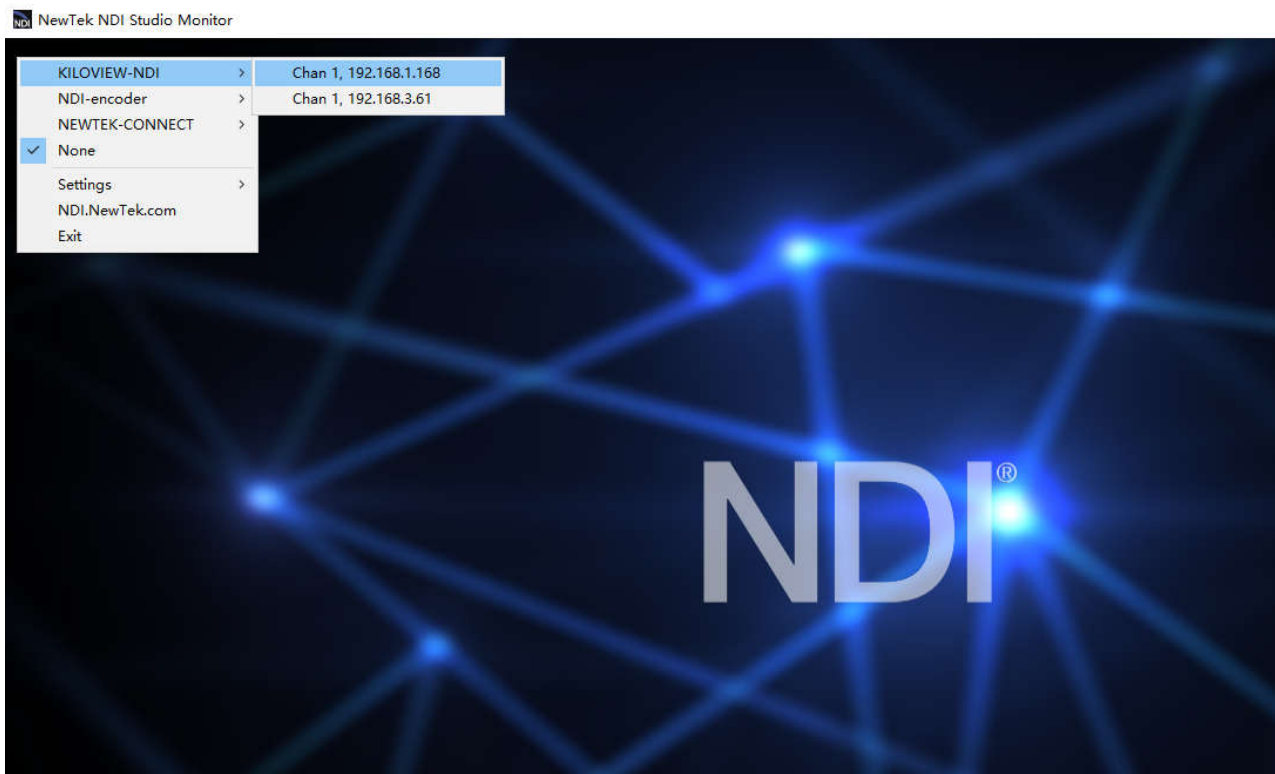 NDI NewTek NDI Studio Monitor
KILOVIEW-NDI
Chan 1, 192.168.1.168
NDI-encoder
Chan 1, 192.168.3.61
NEWTEK-CONNECT
None
Settings
NDI.NewTek.com
Exit
NDI®